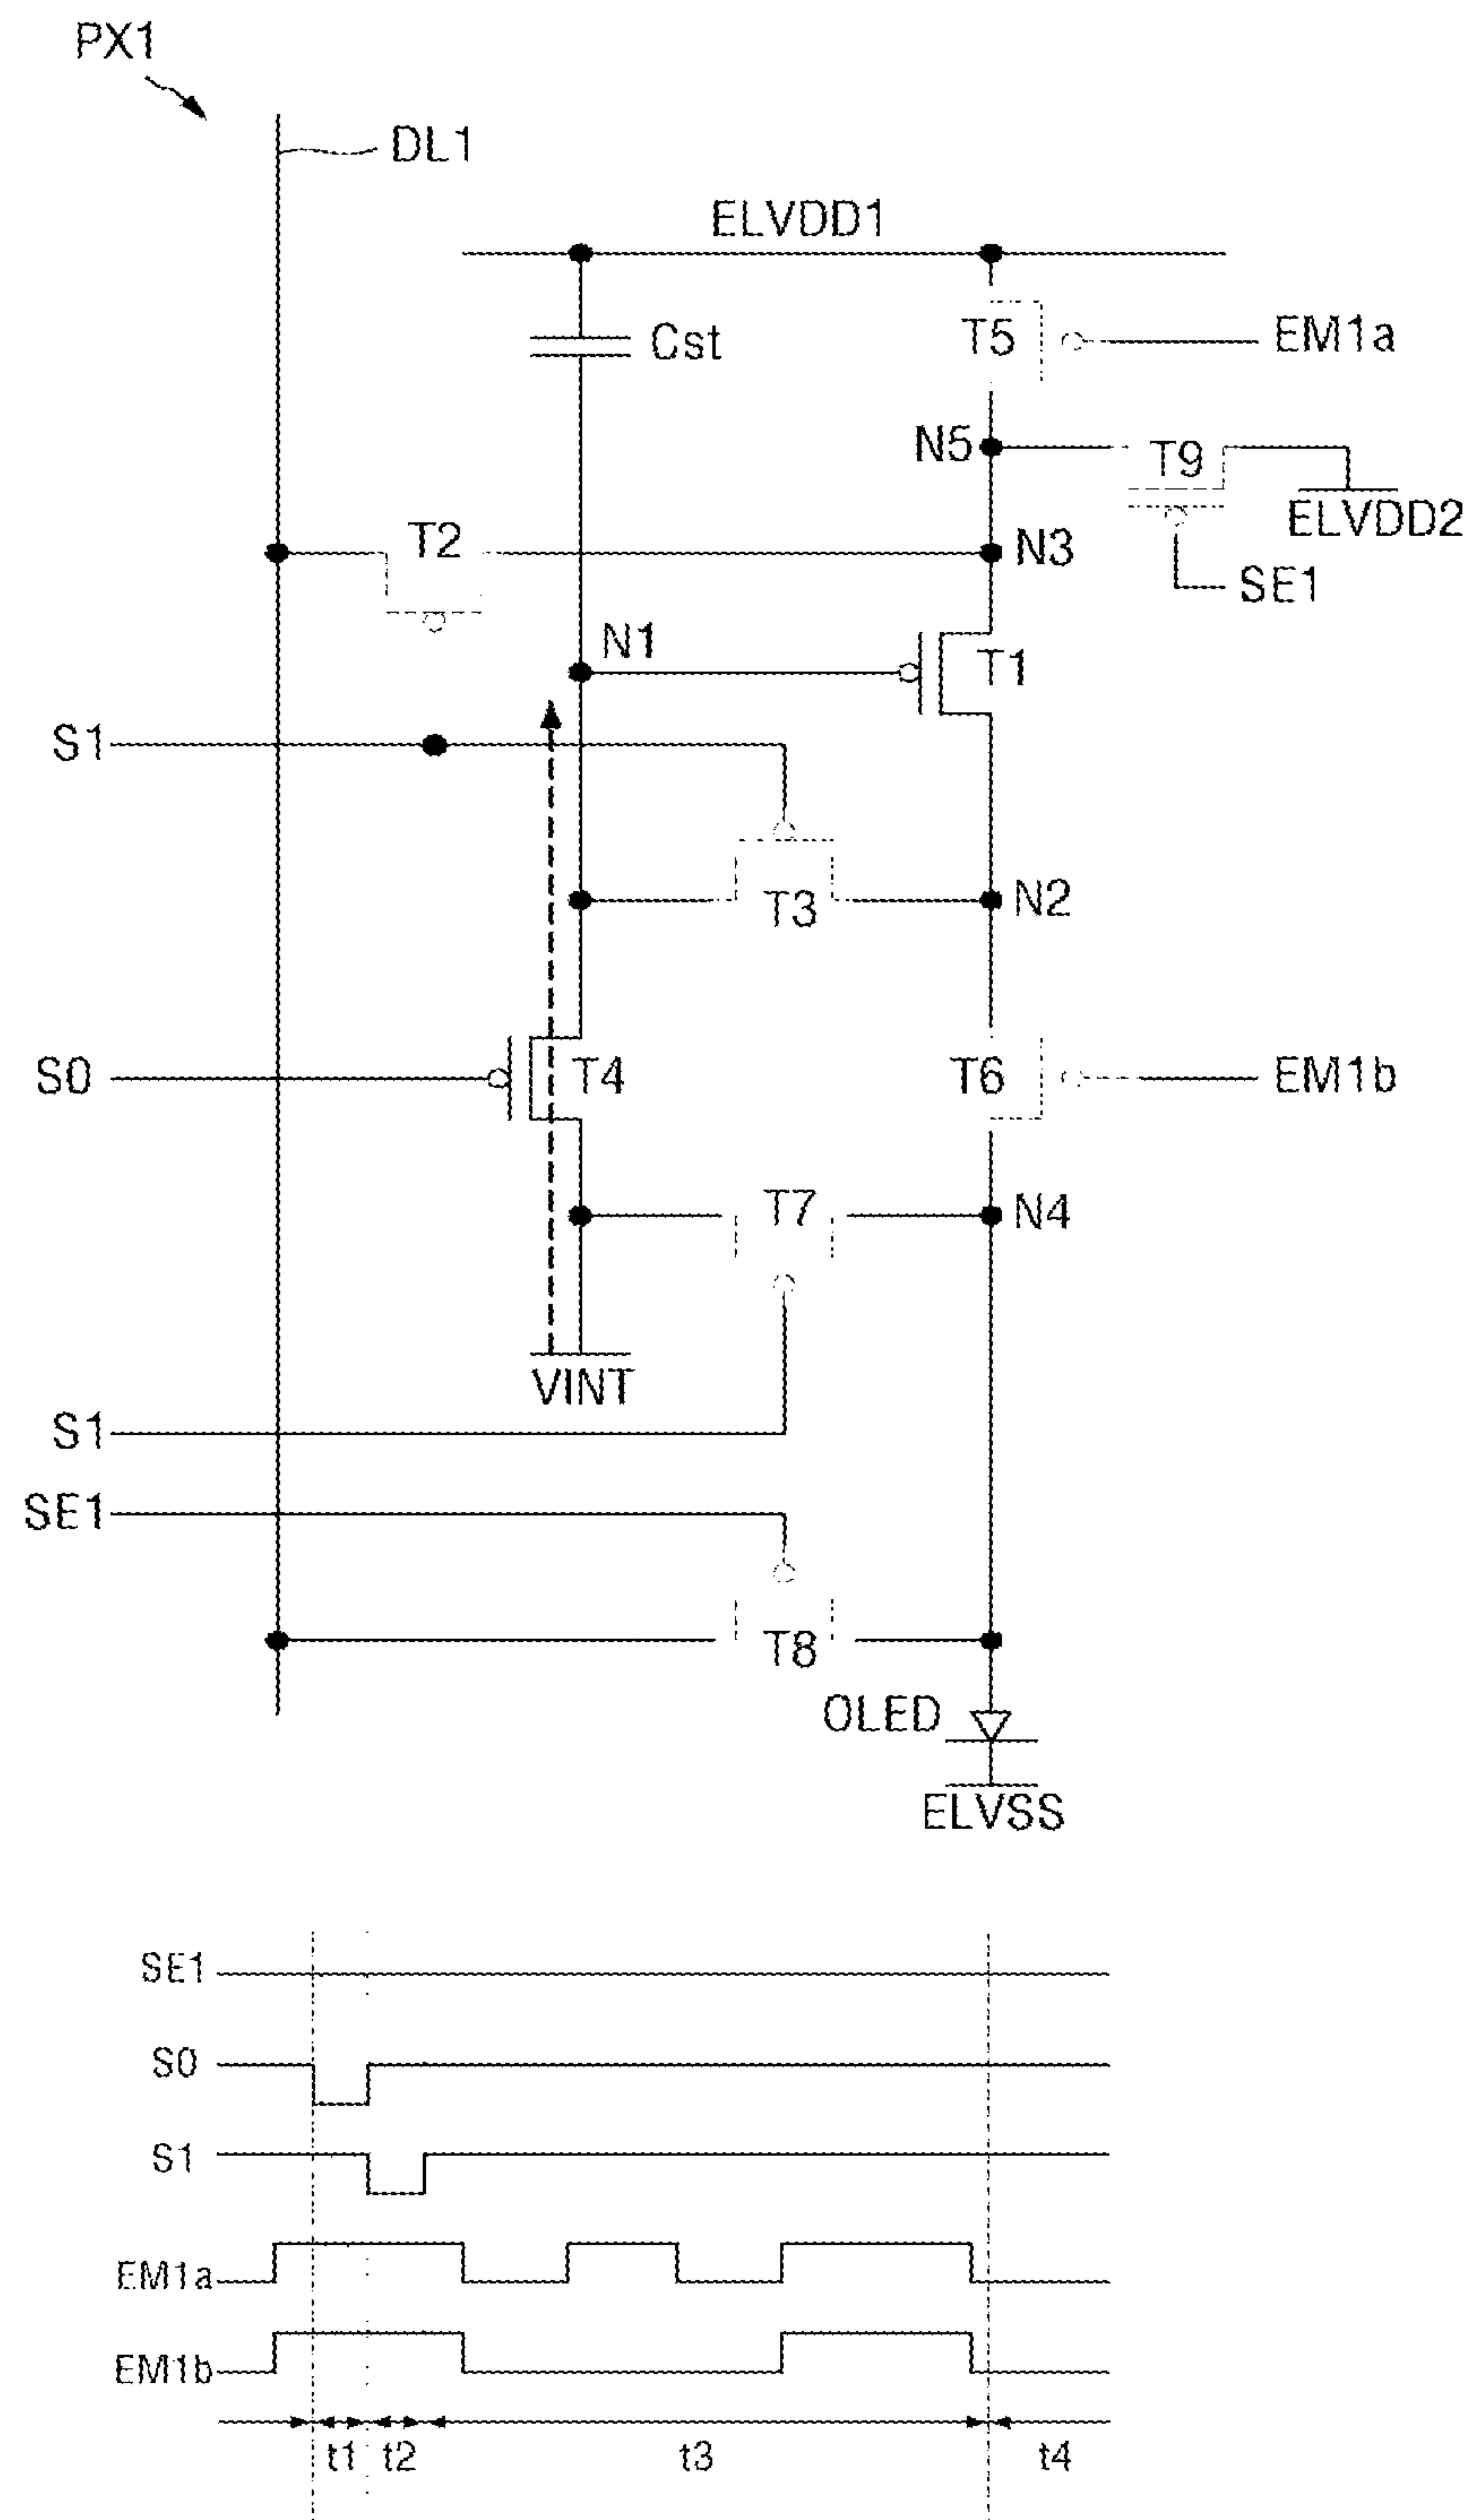 PX1
DL1
ELVDD1
Cst
T5
EM1a
N5
T9
ELVDD2
T2
N3
SE1
N1
T1
S1
T3
N2
S0
T4
T6
EM1b
T7
N4
VINT
S1
SE1
T8
OLED
ELVSS
SE1
S0
S1
EM1a
EM1b
t1 t2 t3 t4